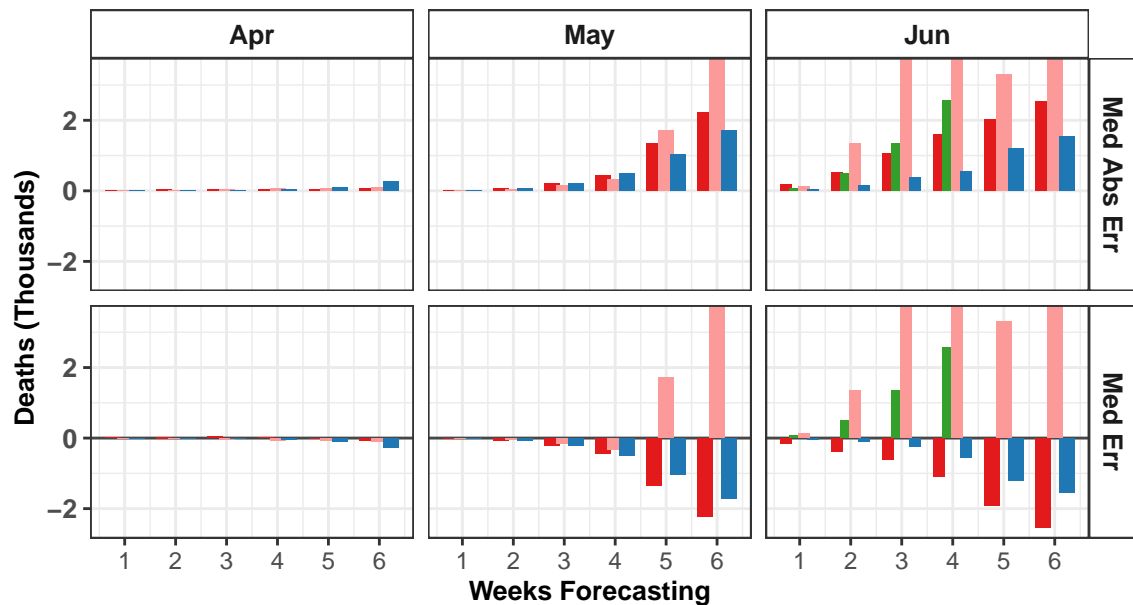 Apr May Jun
Deaths (Thousands)
2
0
−2
Med Abs Err
2
0
−2
Med Err
1 2 3 4 5 6 1 2 3 4 5 6 1 2 3 4 5 6
Weeks Forecasting